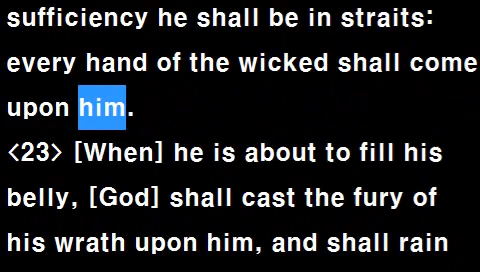 sufficiency he shall be in straits:
every hand of the wicked shall come
upon him.
<23> [When] he is about to fill his
belly, [God] shall cast the fury of
his wrath upon him, and shall rain